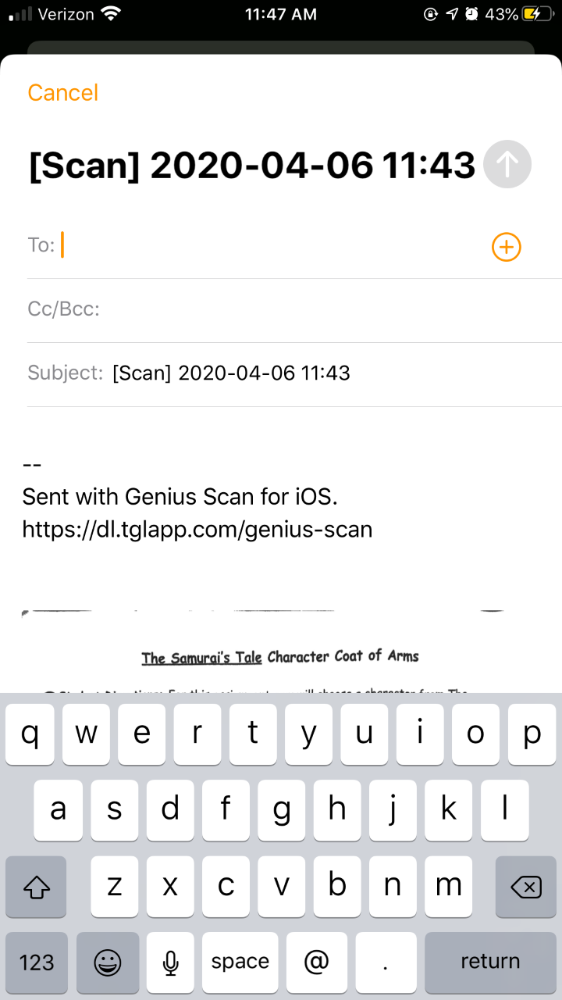 Verizon 11:47 AM 43%
Cancel
[Scan] 2020-04-06 11:43
To:
Cc/Bcc:
Subject: [Scan] 2020-04-06 11:43
--
Sent with Genius Scan for iOS.
https://dl.tglapp.com/genius-scan
The Samurai's Tale Character Coat of Arms
q w e r t y u i o p
a s d f g h j k l
z x c v b n m
123 space @ . return